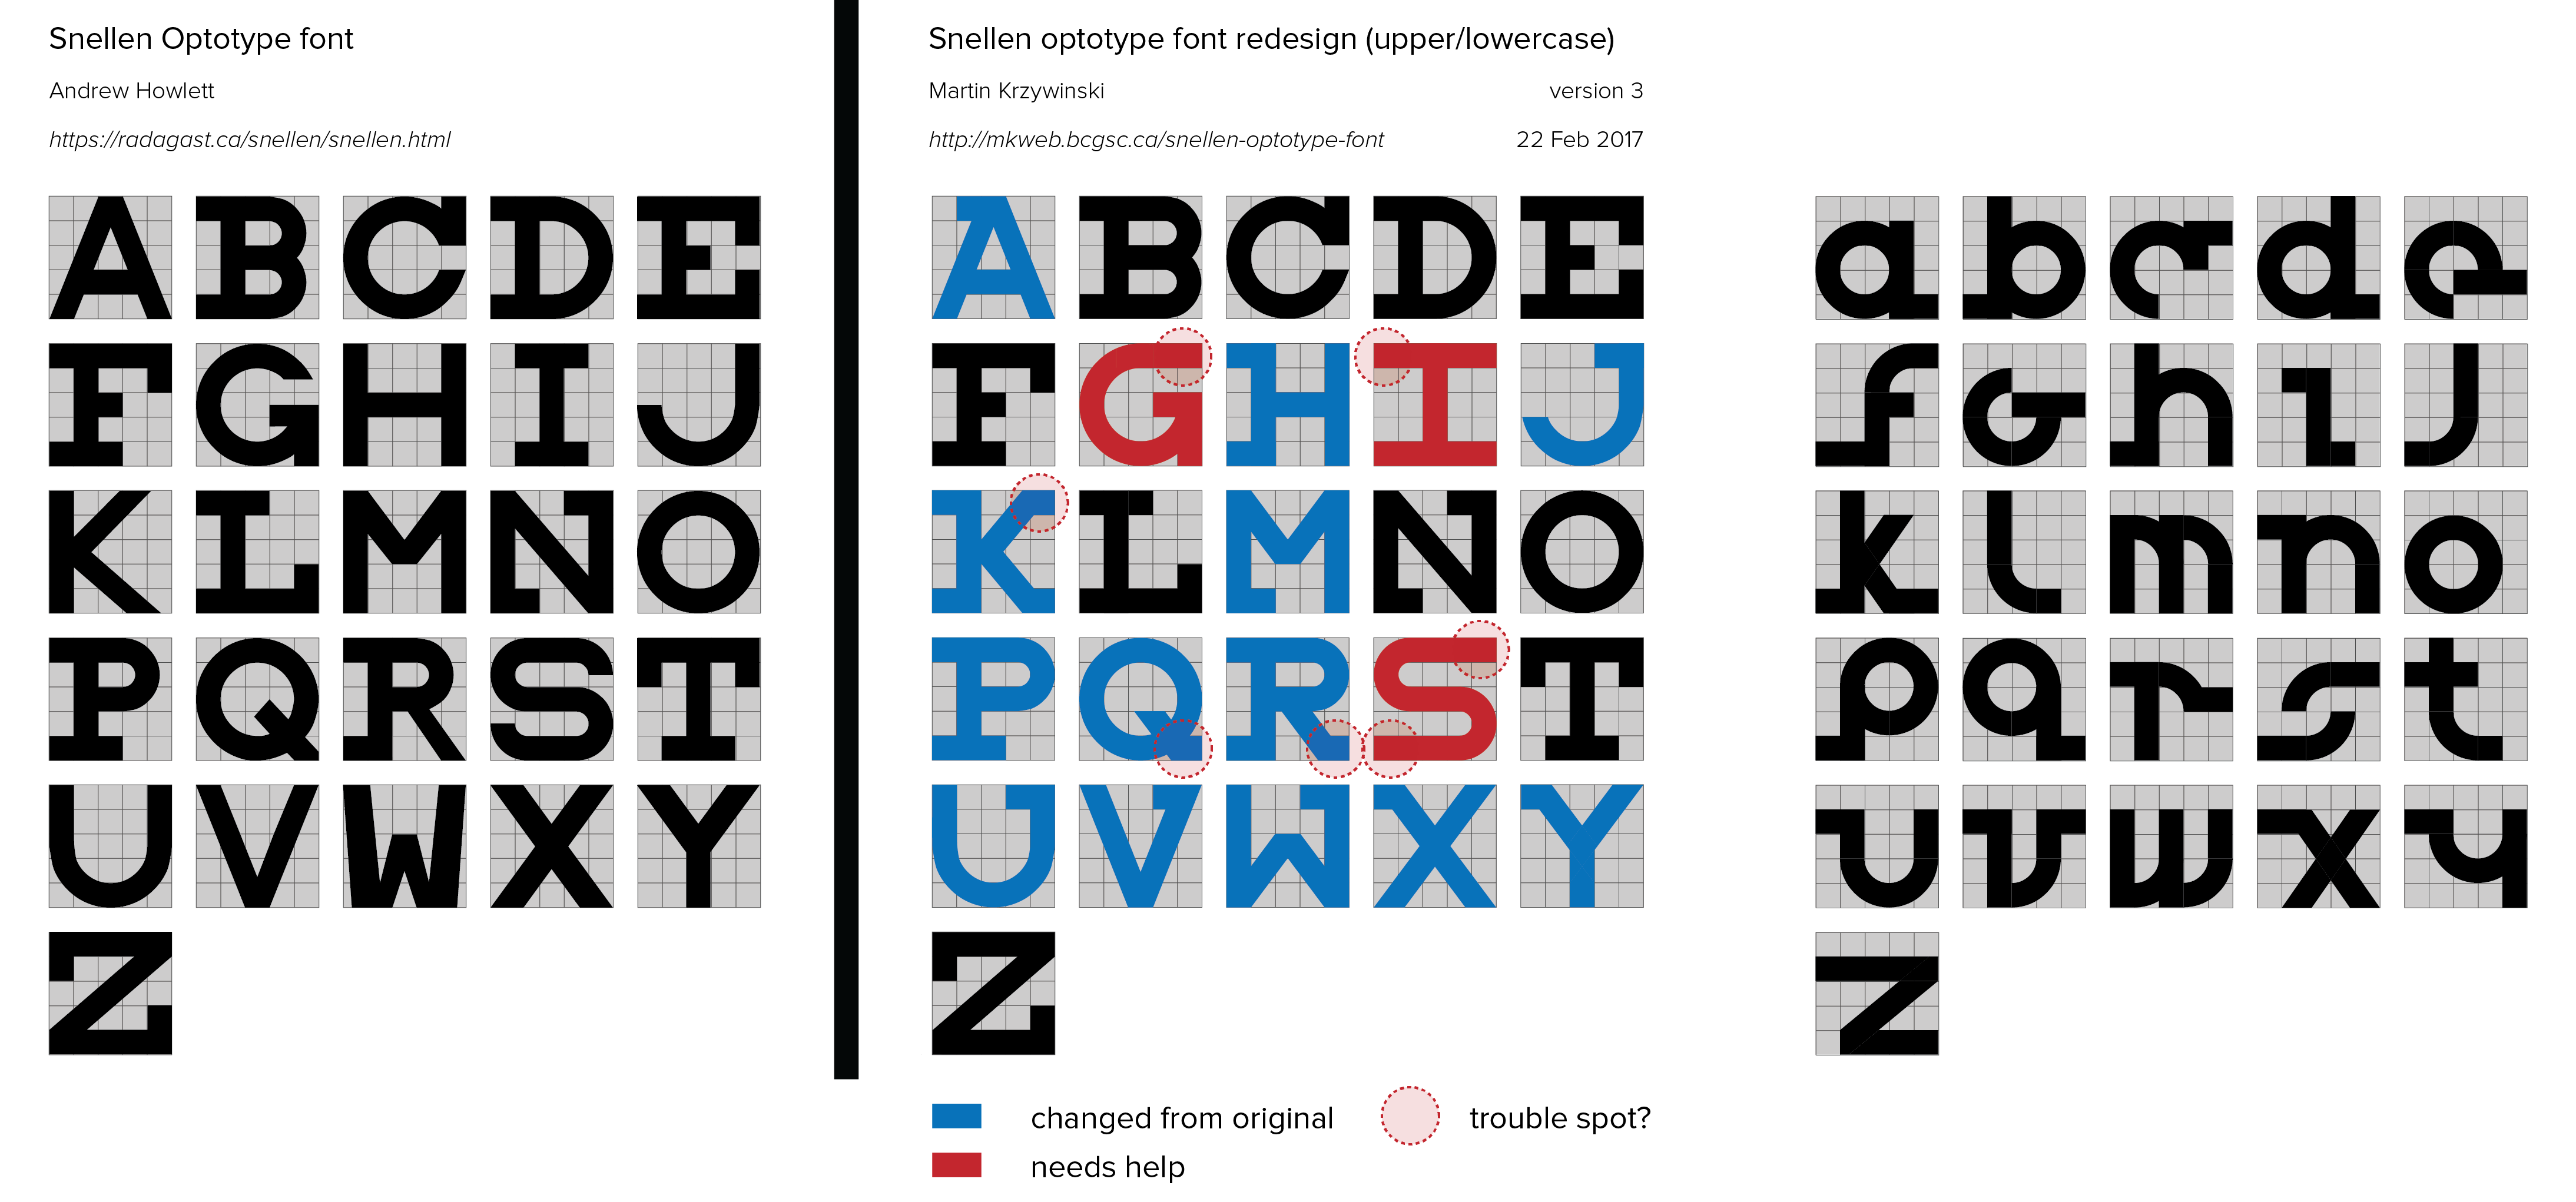 Snellen Optotype font
Andrew Howlett
https://radagast.ca/snellen/snellen.html
A B C D E
F G H I J
K L M N O
P Q R S T
U V W X Y
Z
Snellen optotype font redesign (upper/lowercase)
Martin Krzywinski version 3
http://mkweb.bcgsc.ca/snellen-optotype-font 22 Feb 2017
A B C D E
F G H I J
K L M N O
P Q R S T
U V W X Y
Z
a b c d e
f g h i j
k l m n o
p q r s t
u v w x y
z
changed from original trouble spot?
needs help